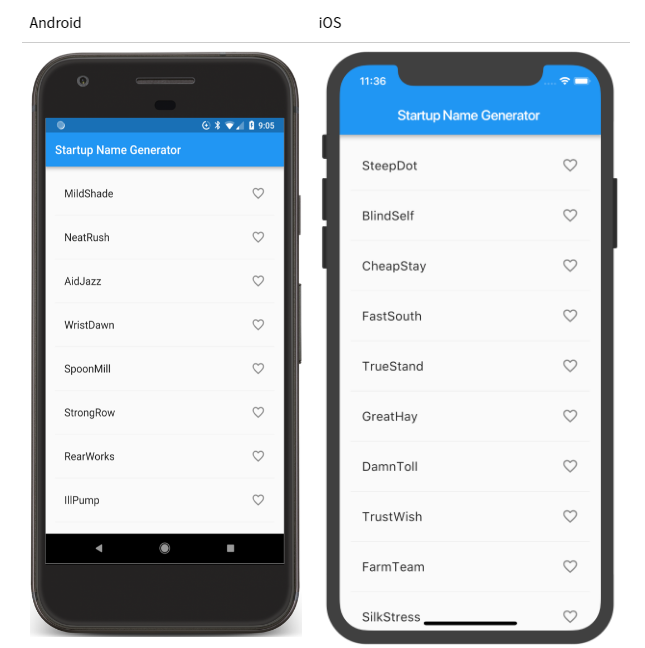 Android
iOS
9:05
Startup Name Generator
MildShade
NeatRush
AidJazz
WristDawn
SpoonMill
StrongRow
RearWorks
IllPump
11:36
Startup Name Generator
SteepDot
BlindSelf
CheapStay
FastSouth
TrueStand
GreatHay
DamnToll
TrustWish
FarmTeam
SilkStress